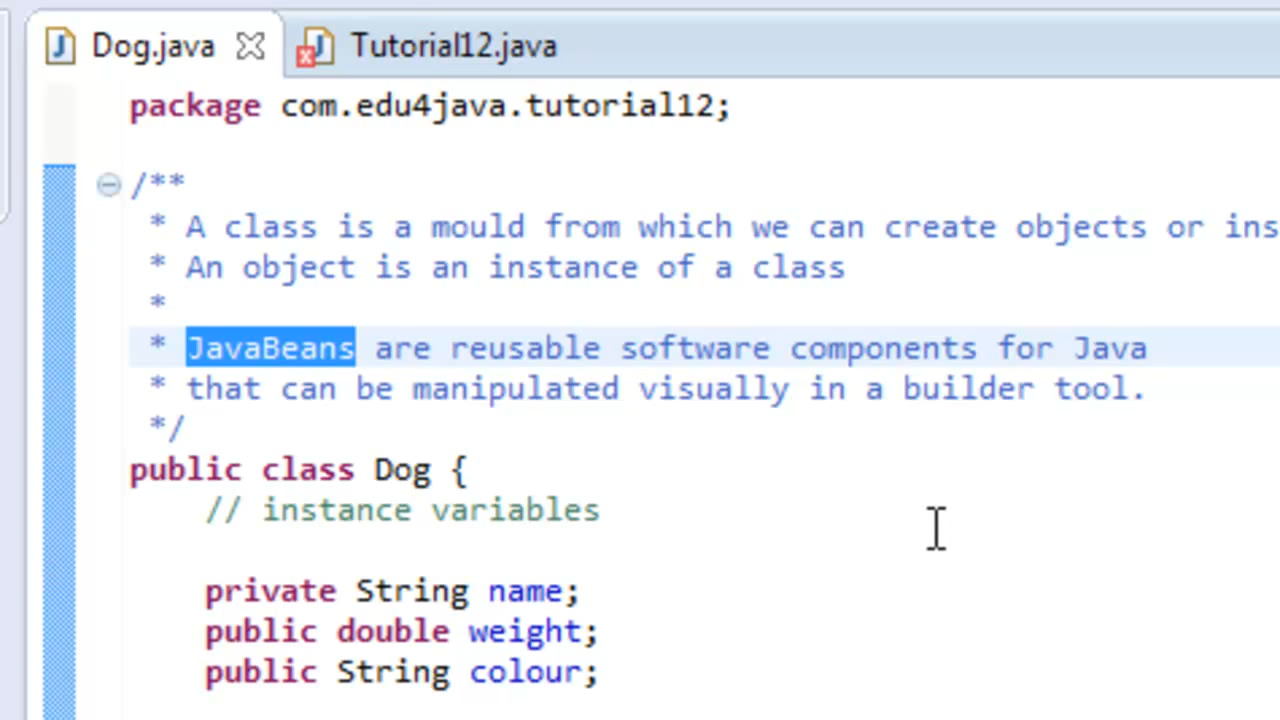 Dog.java Tutorial12.java
package com.edu4java.tutorial12;
/**
* A class is a mould from which we can create objects or
* An object is an instance of a class
*
* JavaBeans are reusable software components for Java
* that can be manipulated visually in a builder tool.
*/
public class Dog {
// instance variables
private String name;
public double weight;
public String colour;